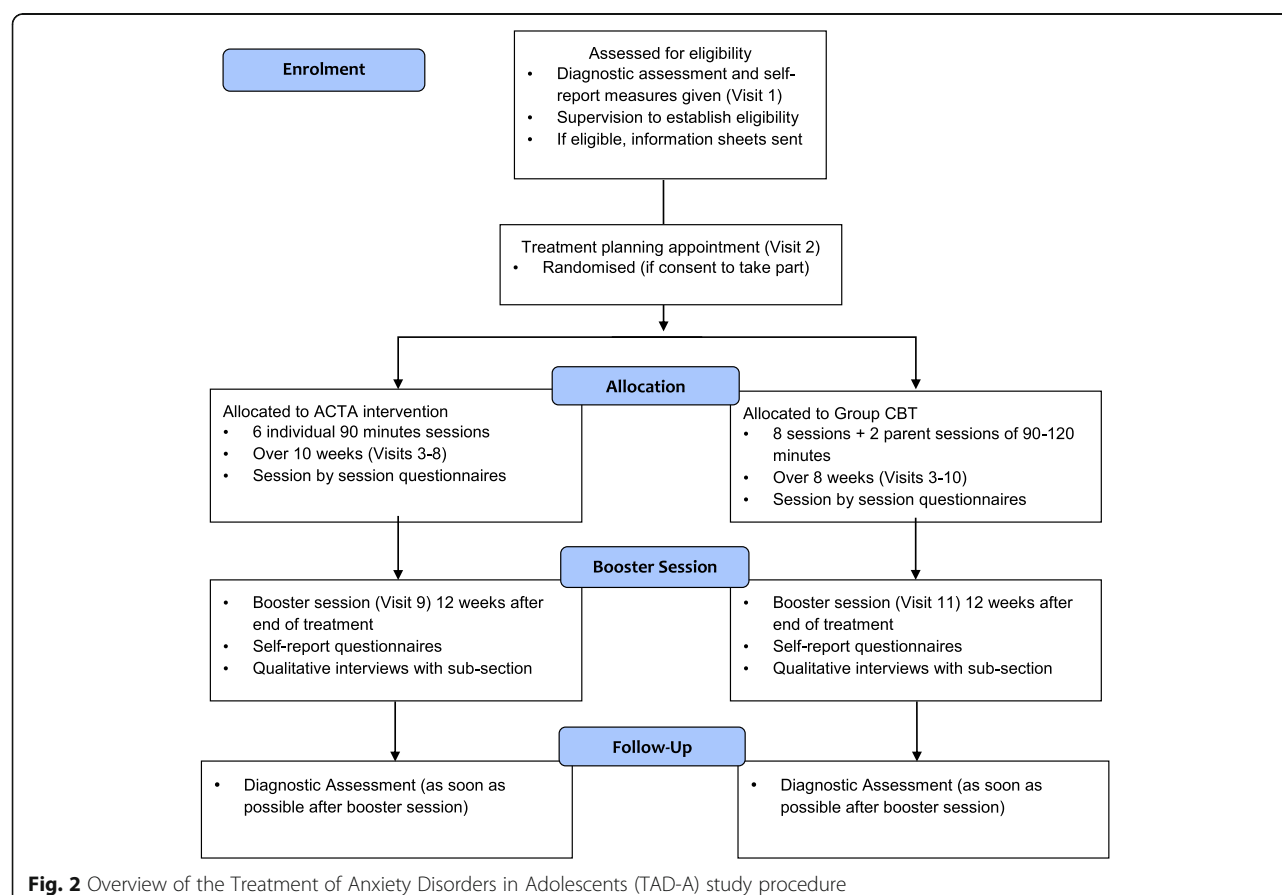 Enrolment
Assessed for eligibility
• Diagnostic assessment and self-
report measures given (Visit 1)
• Supervision to establish eligibility
• If eligible, information sheets sent
Treatment planning appointment (Visit 2)
• Randomised (if consent to take part)
Allocation
Allocated to ACTA intervention
• 6 individual 90 minutes sessions
• Over 10 weeks (Visits 3-8)
• Session by session questionnaires
Allocated to Group CBT
• 8 sessions + 2 parent sessions of 90-120
minutes
• Over 8 weeks (Visits 3-10)
• Session by session questionnaires
Booster Session
• Booster session (Visit 9) 12 weeks after
end of treatment
• Self-report questionnaires
• Qualitative interviews with sub-section
• Booster session (Visit 11) 12 weeks after
end of treatment
• Self-report questionnaires
• Qualitative interviews with sub-section
Follow-Up
• Diagnostic Assessment (as soon as
possible after booster session)
• Diagnostic Assessment (as soon as
possible after booster session)
Fig. 2 Overview of the Treatment of Anxiety Disorders in Adolescents (TAD-A) study procedure